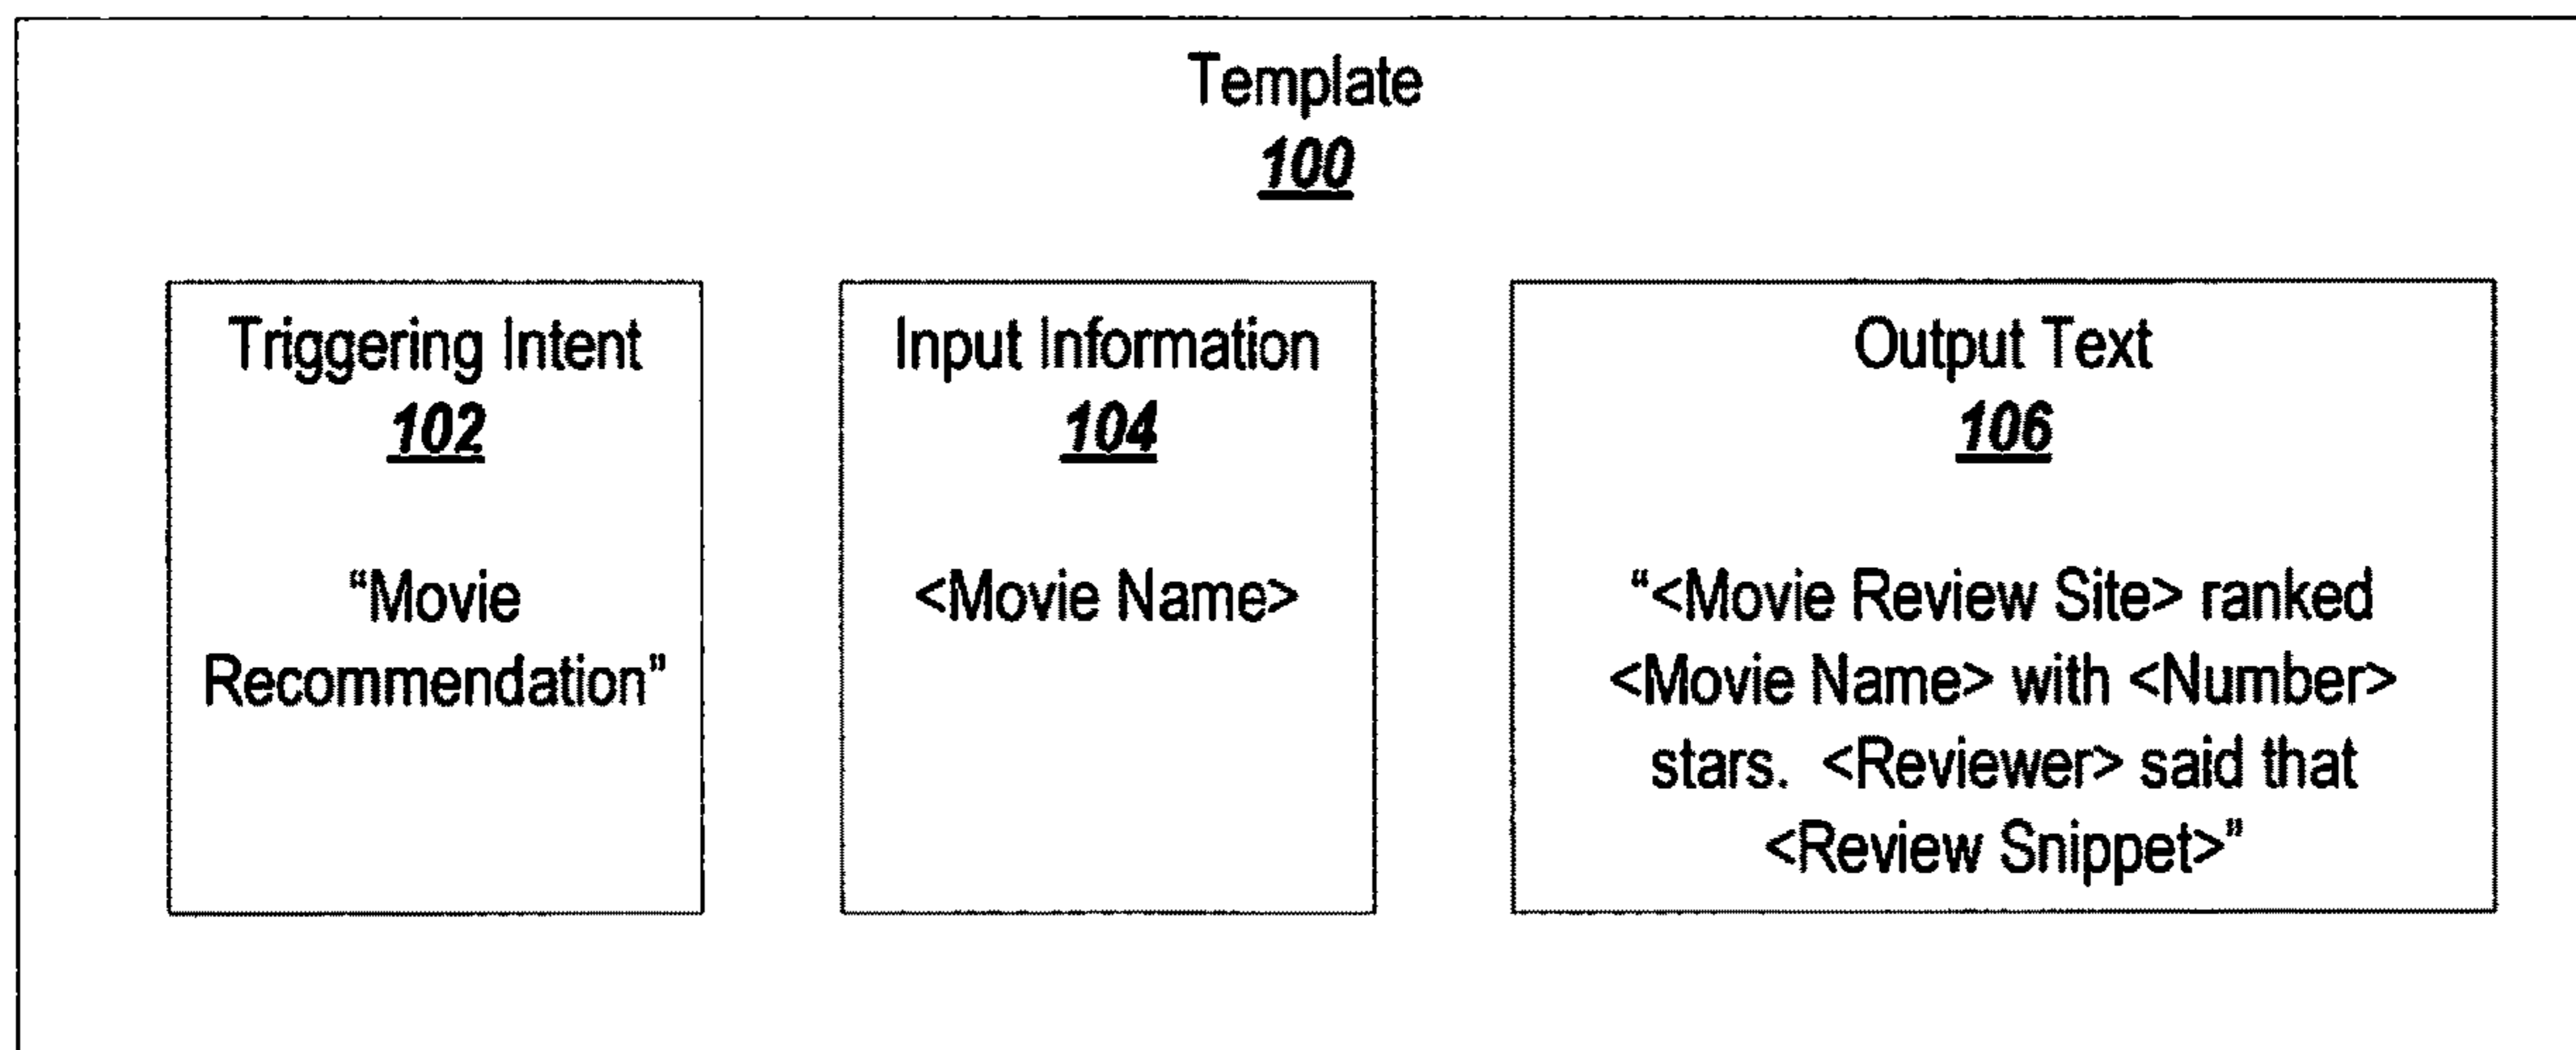 Template
100
Triggering Intent
102
“Movie
Recommendation”
Input Information
104
<Movie Name>
Output Text
106
“<Movie Review Site> ranked
<Movie Name> with <Number>
stars.  <Reviewer> said that
<Review Snippet>”